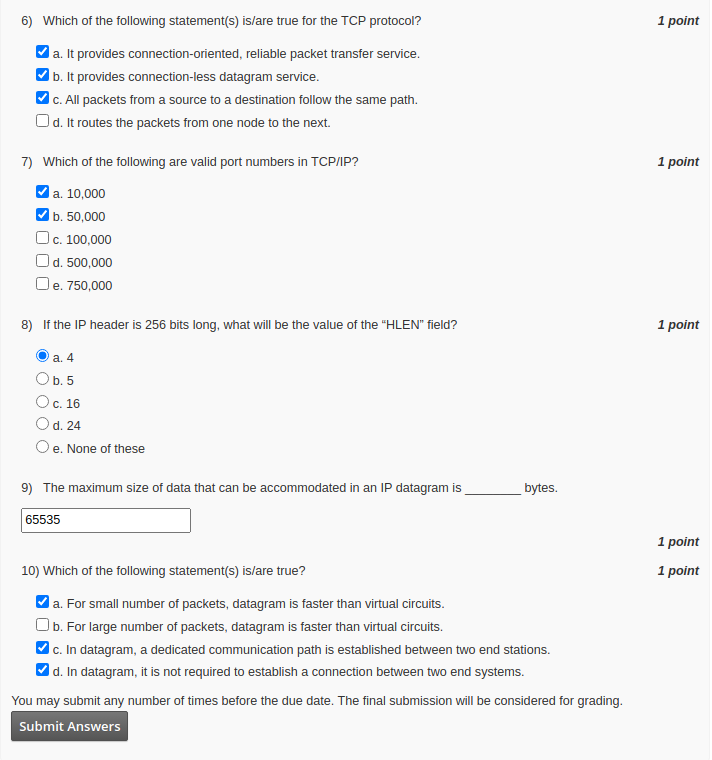 6) Which of the following statement(s) is/are true for the TCP protocol? 1 point
a. It provides connection-oriented, reliable packet transfer service.
b. It provides connection-less datagram service.
c. All packets from a source to a destination follow the same path.
d. It routes the packets from one node to the next.
7) Which of the following are valid port numbers in TCP/IP? 1 point
a. 10,000
b. 50,000
c. 100,000
d. 500,000
e. 750,000
8) If the IP header is 256 bits long, what will be the value of the “HLEN” field? 1 point
a. 4
b. 5
c. 16
d. 24
e. None of these
9) The maximum size of data that can be accommodated in an IP datagram is ________ bytes.
65535
1 point
10) Which of the following statement(s) is/are true? 1 point
a. For small number of packets, datagram is faster than virtual circuits.
b. For large number of packets, datagram is faster than virtual circuits.
c. In datagram, a dedicated communication path is established between two end stations.
d. In datagram, it is not required to establish a connection between two end systems.
You may submit any number of times before the due date. The final submission will be considered for grading.
Submit Answers